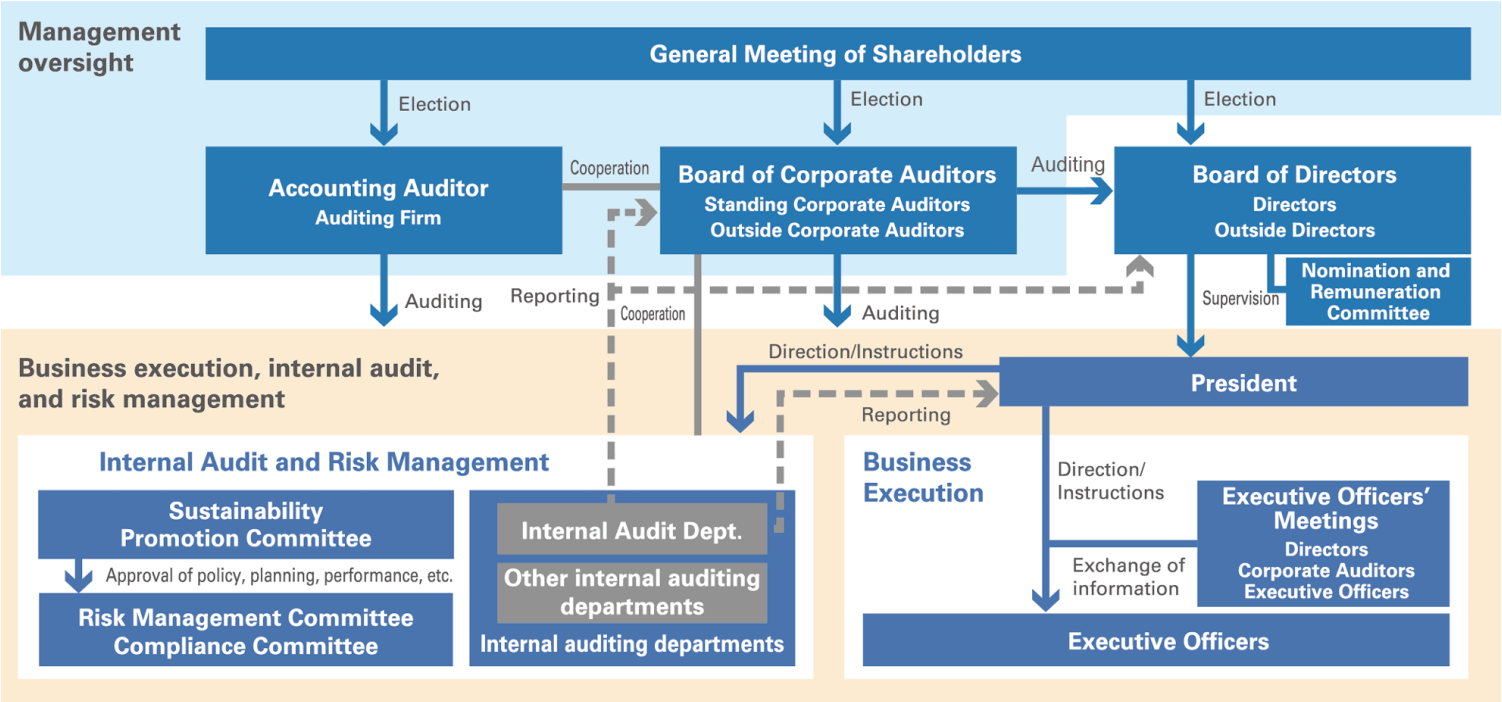 Management
oversight
General Meeting of Shareholders
Election
Election
Election
Accounting Auditor
Auditing Firm
Cooperation
Board of Corporate Auditors
Standing Corporate Auditors
Outside Corporate Auditors
Auditing
Board of Directors
Directors
Outside Directors
Nomination and
Remuneration
Committee
Auditing
Reporting
Cooperation
Auditing
Supervision
Business execution, internal audit,
and risk management
Direction/Instructions
President
Reporting
Internal Audit and Risk Management
Sustainability
Promotion Committee
Approval of policy, planning, performance, etc.
Risk Management Committee
Compliance Committee
Internal Audit Dept.
Other internal auditing
departments
Internal auditing departments
Business
Execution
Direction/
Instructions
Executive Officers’
Meetings
Directors
Corporate Auditors
Executive Officers
Exchange of
information
Executive Officers